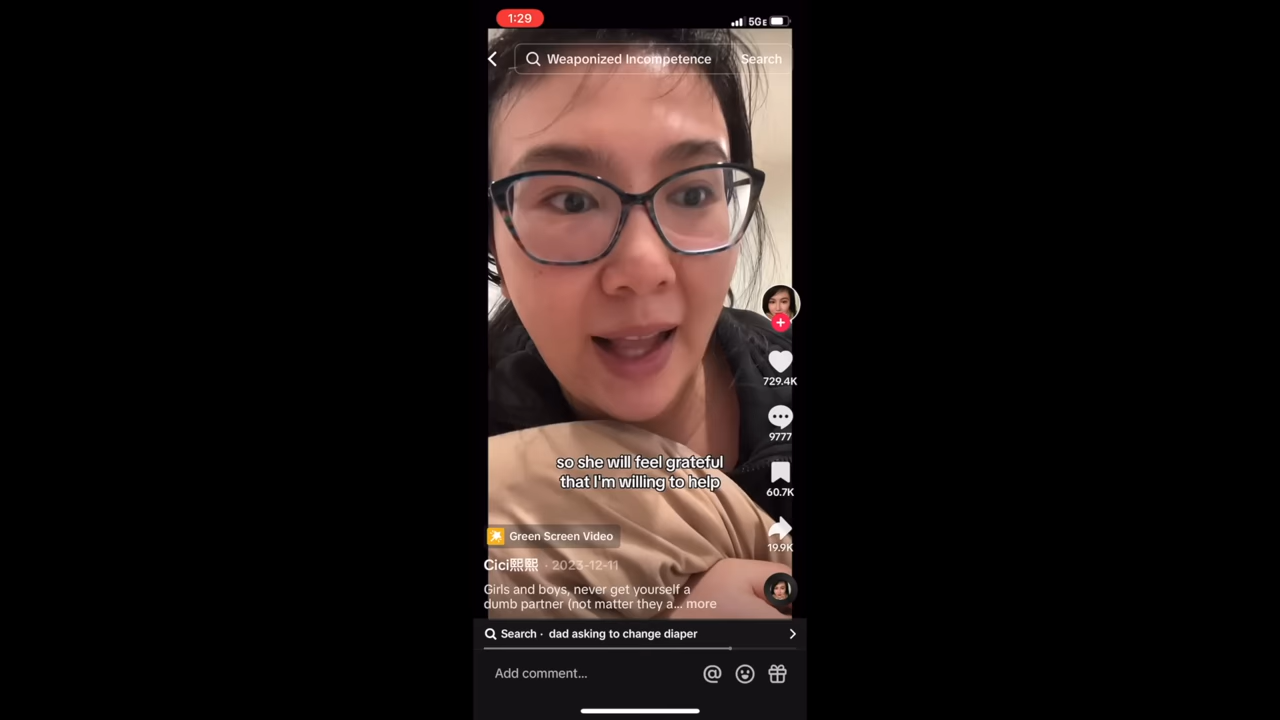 1:29
5GE
Weaponized Incompetence
Search
729.4K
9777
so she will feel grateful
that I'm willing to help
60.7K
Green Screen Video
19.9K
Cici熙熙 · 2023-12-11
Girls and boys, never get yourself a
dumb partner (not matter they a... more
Search · dad asking to change diaper
Add comment...
@